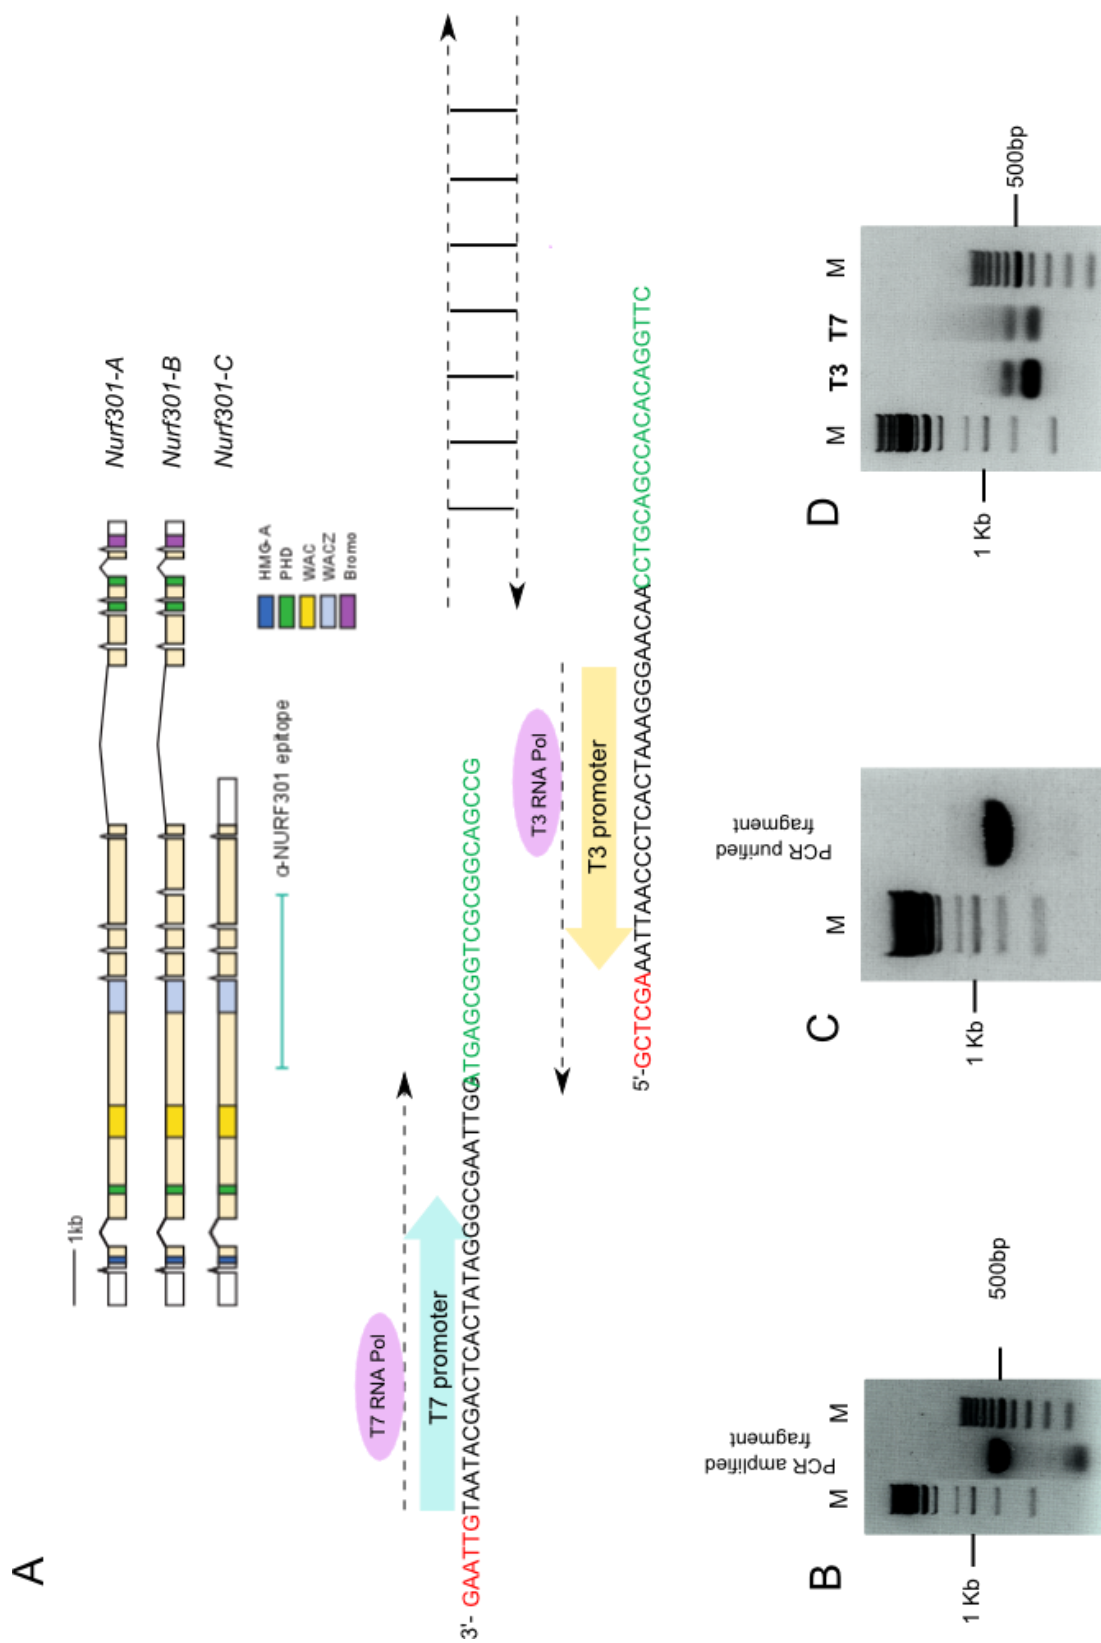 A
1kb
Nurf301-A
Nurf301-B
Nurf301-C
α-NURF301 epitope
HMG-A
PHD
WAC
WACZ
Bromo
T7 RNA Pol
T7 promoter
3'- GAATTGTAATACGACTCACTATAGGGCGAATTGGATGAGCGGTCGCGGCAGCCG
T3 RNA Pol
T3 promoter
5'-GCTCGAAATTAACCCTCACTAAAGGGAACAACCTGCAGCCACACAGGTTC
B
M
PCR amplified fragment
M
1 Kb
500bp
C
M
PCR purified fragment
1 Kb
D
M
T3
T7
M
1 Kb
500bp